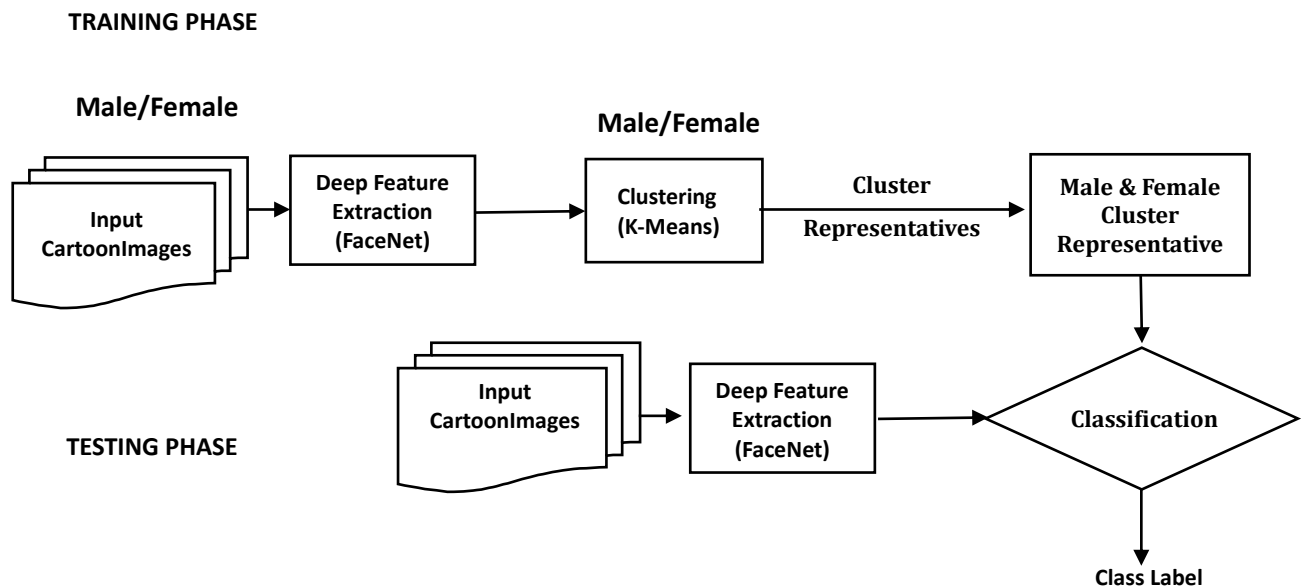 TRAINING PHASE
Male/Female
Male/Female
Input
CartoonImages
Deep Feature
Extraction
(FaceNet)
Clustering
(K-Means)
Cluster
Representatives
Male & Female
Cluster
Representative
Input
CartoonImages
Deep Feature
Extraction
(FaceNet)
Classification
TESTING PHASE
Class Label